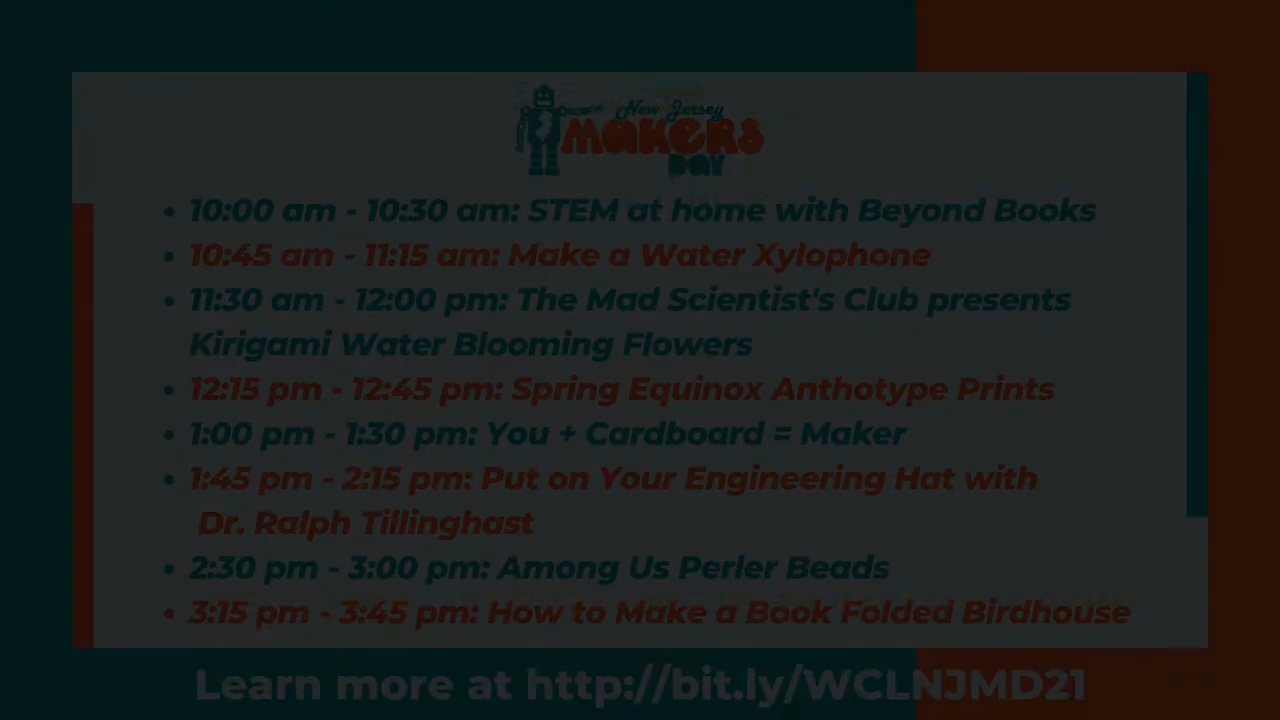 New Jersey
MAKERS
DAY
• 10:00 am - 10:30 am: STEM at home with Beyond Books
• 10:45 am - 11:15 am: Make a Water Xylophone
• 11:30 am - 12:00 pm: The Mad Scientist's Club presents
Kirigami Water Blooming Flowers
• 12:15 pm - 12:45 pm: Spring Equinox Anthotype Prints
• 1:00 pm - 1:30 pm: You + Cardboard = Maker
• 1:45 pm - 2:15 pm: Put on Your Engineering Hat with
Dr. Ralph Tillinghast
• 2:30 pm - 3:00 pm: Among Us Perler Beads
• 3:15 pm - 3:45 pm: How to Make a Book Folded Birdhouse
Learn more at http://bit.ly/WCLNJMD21